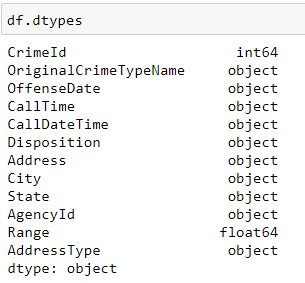 df.dtypes
CrimeId int64
OriginalCrimeTypeName object
OffenseDate object
CallTime object
CallDateTime object
Disposition object
Address object
City object
State object
AgencyId object
Range float64
AddressType object
dtype: object